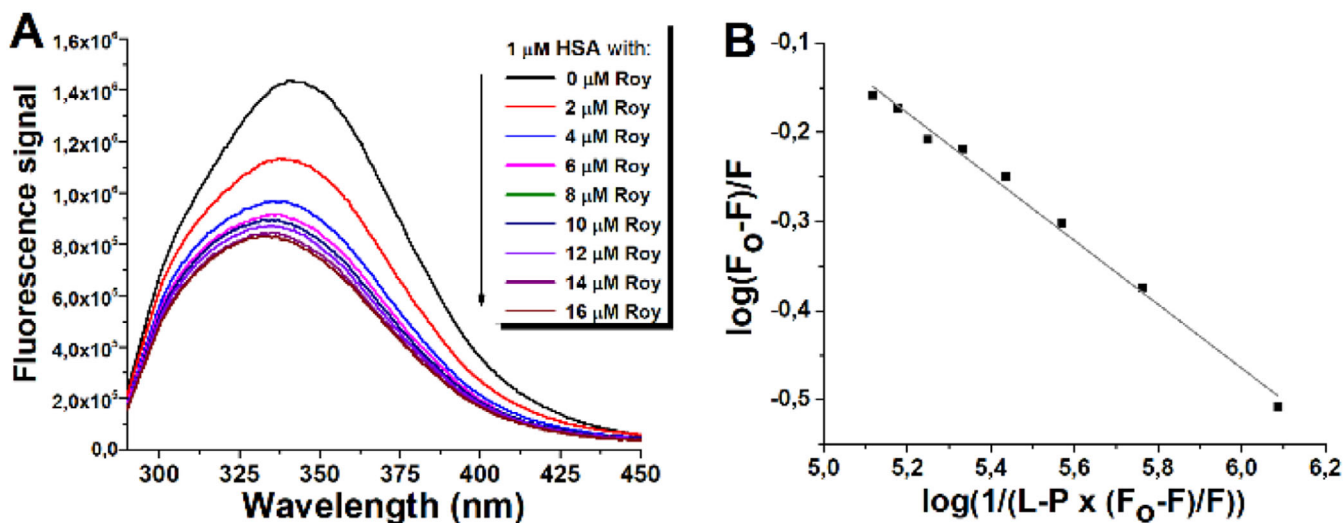 A
1,6x10⁶
1,4x10⁶
1,2x10⁶
1,0x10⁶
8,0x10⁵
6,0x10⁵
4,0x10⁵
2,0x10⁵
0,0
Fluorescence signal
300 325 350 375 400 425 450
Wavelength (nm)
1 µM HSA with:
0 µM Roy
2 µM Roy
4 µM Roy
6 µM Roy
8 µM Roy
10 µM Roy
12 µM Roy
14 µM Roy
16 µM Roy
B
-0,1
-0,2
-0,3
-0,4
-0,5
log(F₀-F)/F
5,0 5,2 5,4 5,6 5,8 6,0 6,2
log(1/(L-P x (F₀-F)/F))